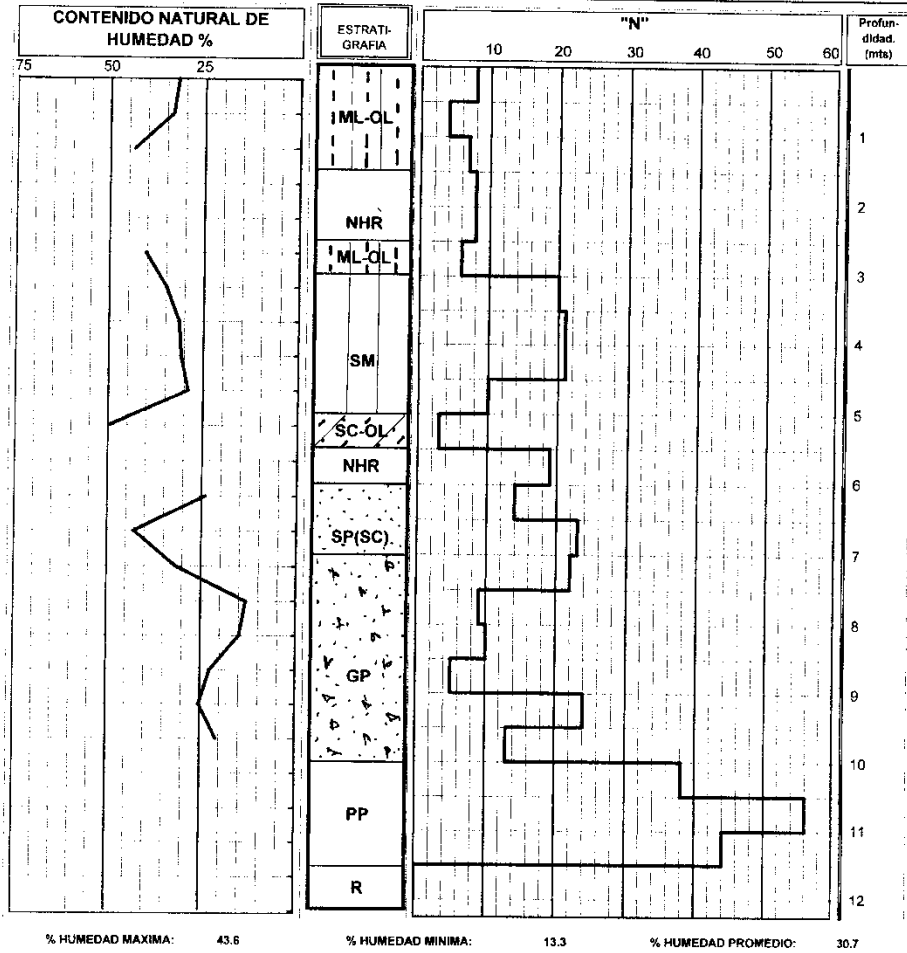 CONTENIDO NATURAL DE
HUMEDAD %
ESTRATI-
GRAFIA
"N"
Profun-
didad.
(mts)
75 50 25
10 20 30 40 50 60
ML-OL
1
2
NHR
ML-OL
3
4
SM
5
SC-OL
NHR
6
SP(SC)
7
8
GP
9
10
PP
11
R
12
% HUMEDAD MAXIMA: 43.6 % HUMEDAD MINIMA: 13.3 % HUMEDAD PROMEDIO: 30.7